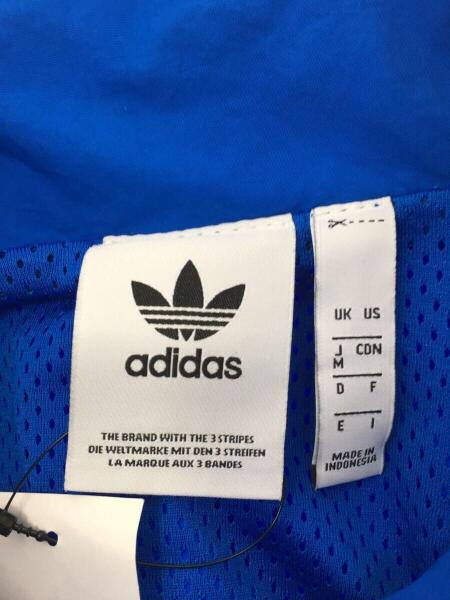 adidas
THE BRAND WITH THE 3 STRIPES
DIE WELTMARKE MIT DEN 3 STREIFEN
LA MARQUE AUX 3 BANDES
UK US
J CDN
M
D F
E I
MADE IN
INDONESIA